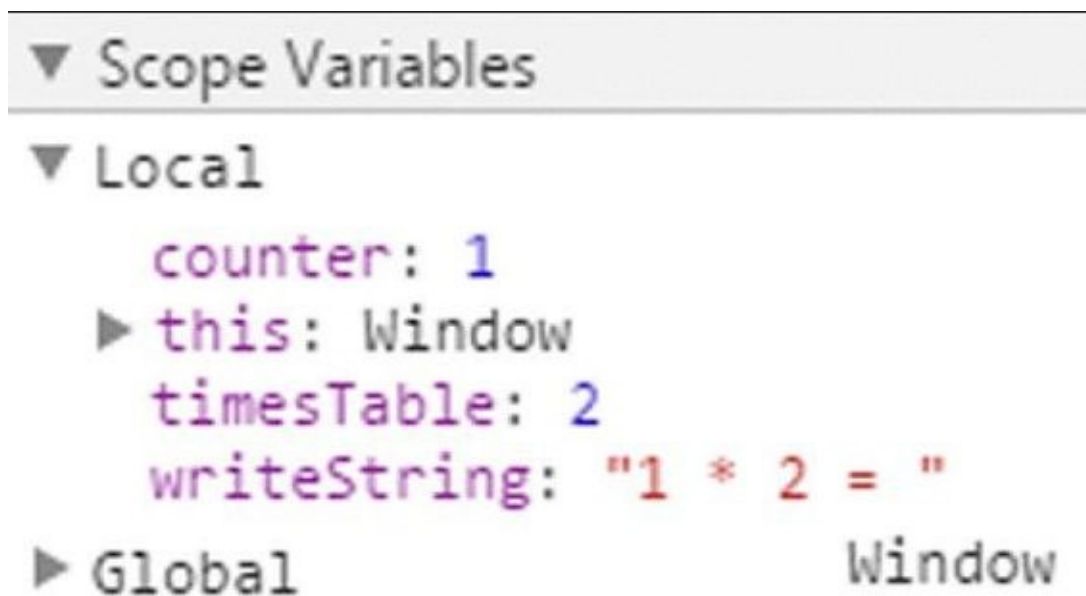 Scope Variables
Local
counter: 1
this: Window
timesTable: 2
writeString: "1 * 2 = "
Global Window